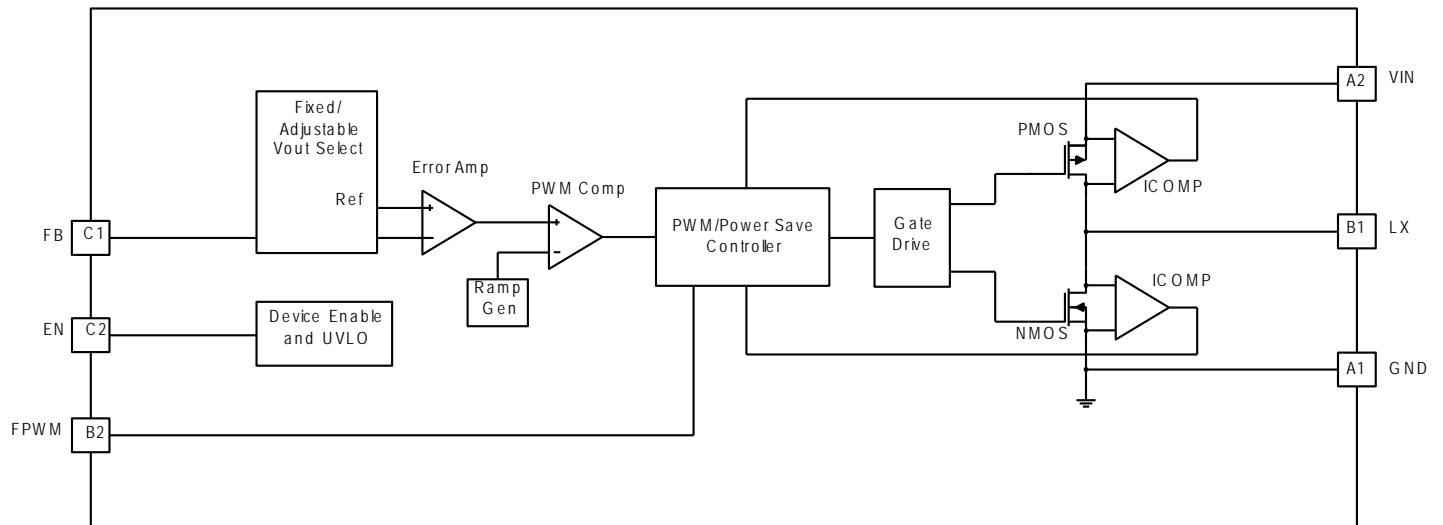 A2 VIN
Fixed/
Adjustable
Vout Select
Ref
Error Amp
+
−
PWM Comp
+
−
Ramp
Gen
PWM/Power Save
Controller
Gate
Drive
PMOS
ICOMP
FB C1
B1 LX
ICOMP
NMOS
EN C2
Device Enable
and UVLO
A1 GND
FPWM B2